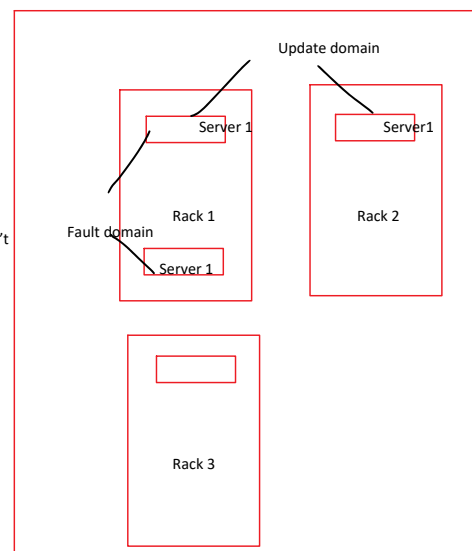 Update domain
Server 1
Server1
Rack 1
Rack 2
't
Fault domain
Server 1
Rack 3